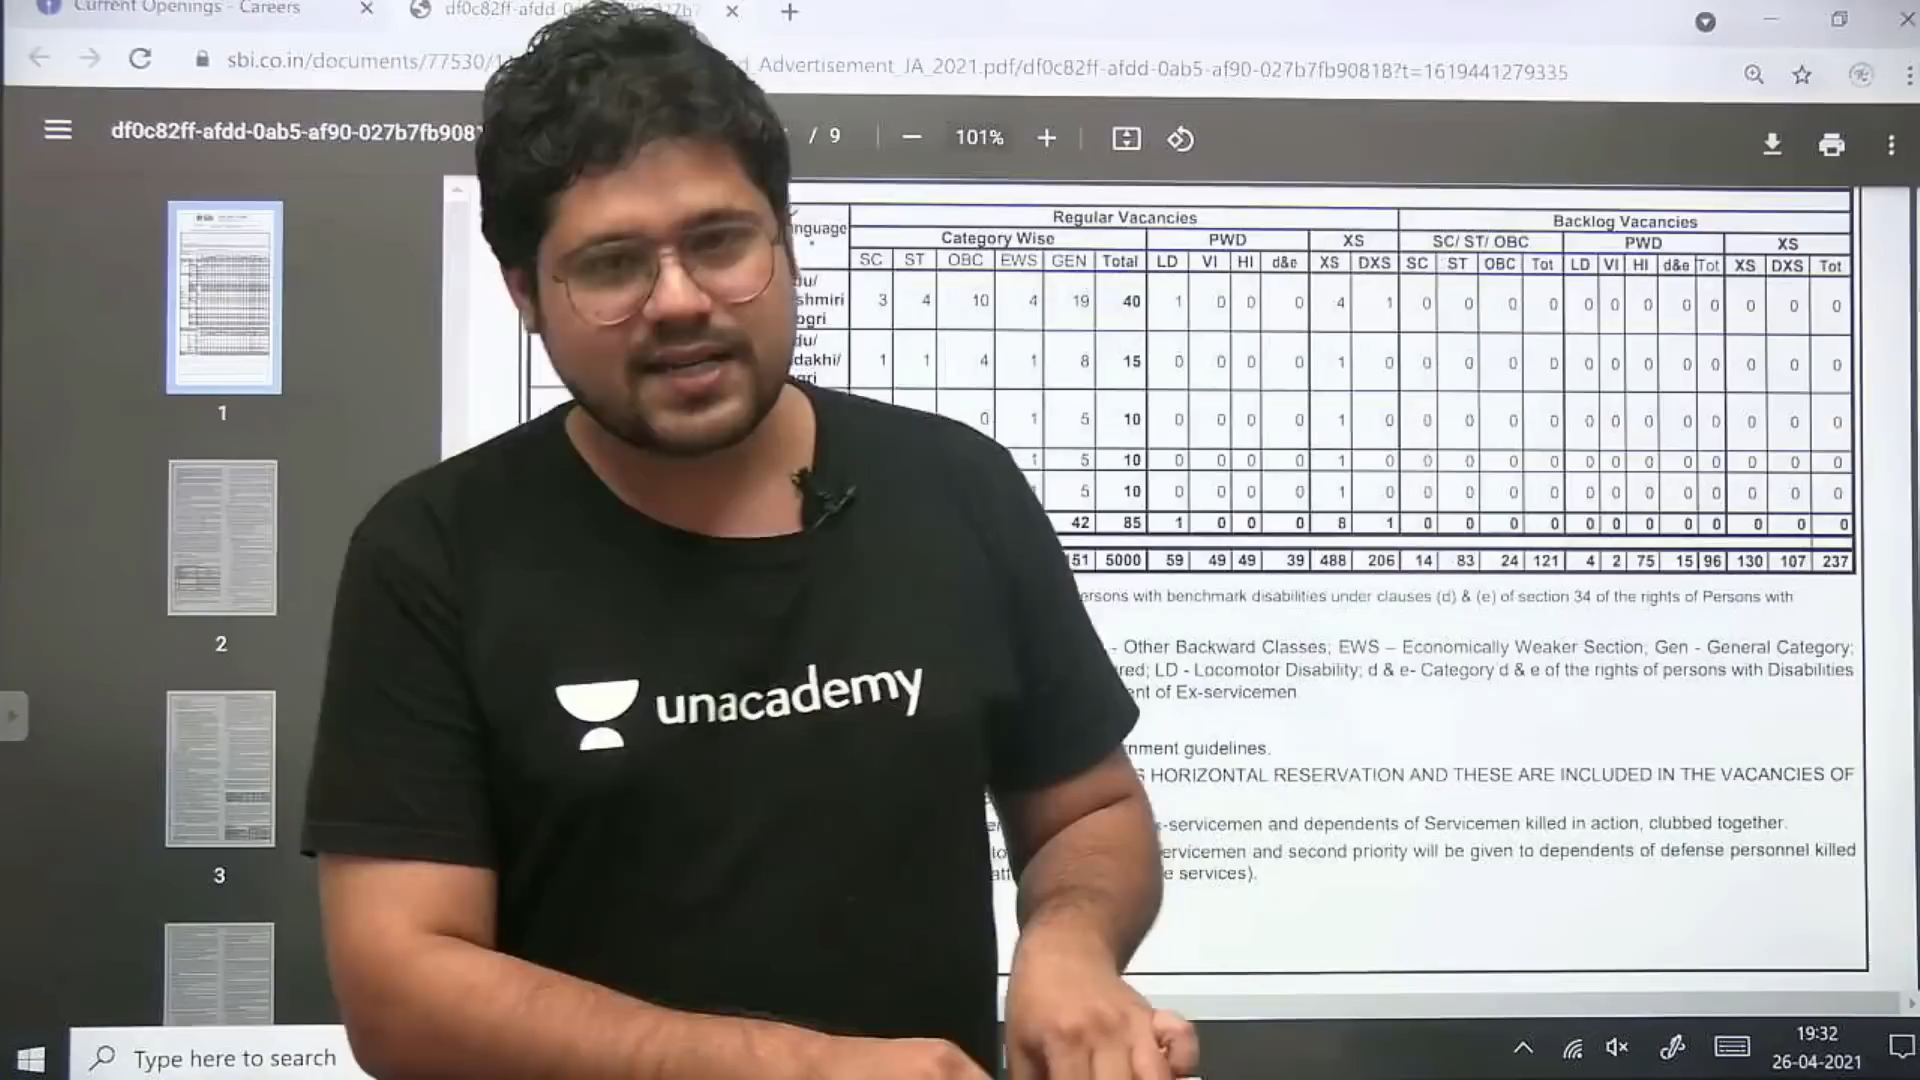 Current Openings - Careers
df0c82ff-afdd-0
sbi.co.in/documents/77530/1
d_Advertisement_JA_2021.pdf/df0c82ff-afdd-0ab5-af90-027b7fb90818?t=1619441279335
df0c82ff-afdd-0ab5-af90-027b7fb908
/ 9
101%
nguage
*
Regular Vacancies
Backlog Vacancies
Category Wise
PWD
XS
SC/ ST/ OBC
PWD
XS
SC ST OBC EWS GEN Total LD VI HI d&e XS DXS SC ST OBC Tot LD VI HI d&e Tot XS DXS Tot
du/
shmiri
ogri
3 4 10 4 19 40 1 0 0 0 4 1 0 0 0 0 0 0 0 0 0 0 0 0
du/
dakhi/
ogri
1 1 4 1 8 15 0 0 0 0 1 0 0 0 0 0 0 0 0 0 0 0 0 0
0 1 5 10 0 0 0 0 1 0 0 0 0 0 0 0 0 0 0 0 0 0
1 5 10 0 0 0 0 1 0 0 0 0 0 0 0 0 0 0 0 0 0
5 10 0 0 0 0 1 0 0 0 0 0 0 0 0 0 0 0 0 0
42 85 1 0 0 0 8 1 0 0 0 0 0 0 0 0 0 0 0 0
51 5000 59 49 49 39 488 206 14 83 24 121 4 2 75 15 96 130 107 237
ersons with benchmark disabilities under clauses (d) & (e) of section 34 of the rights of Persons with
- Other Backward Classes; EWS – Economically Weaker Section, Gen - General Category;
red; LD - Locomotor Disability; d & e- Category d & e of the rights of persons with Disabilities
ent of Ex-servicemen
rnment guidelines.
S HORIZONTAL RESERVATION AND THESE ARE INCLUDED IN THE VACANCIES OF
-servicemen and dependents of Servicemen killed in action, clubbed together.
ervicemen and second priority will be given to dependents of defense personnel killed
e services).
1
2
3
unacademy
Type here to search
19:32
26-04-2021